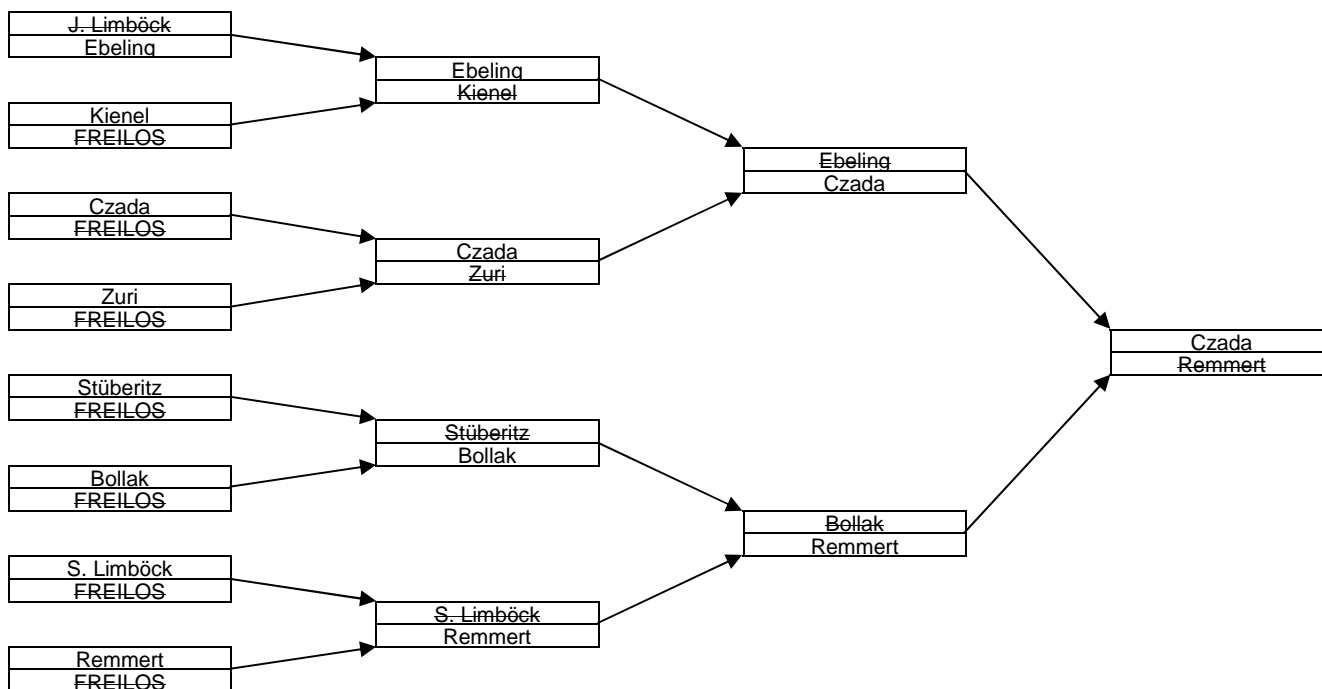 J. Limböck
Ebeling
Kienel
FREILOS
Czada
FREILOS
Zuri
FREILOS
Stüberitz
FREILOS
Bollak
FREILOS
S. Limböck
FREILOS
Remmert
FREILOS
Ebeling
Kienel
Czada
Zuri
Stüberitz
Bollak
S. Limböck
Remmert
Ebeling
Czada
Bollak
Remmert
Czada
Remmert